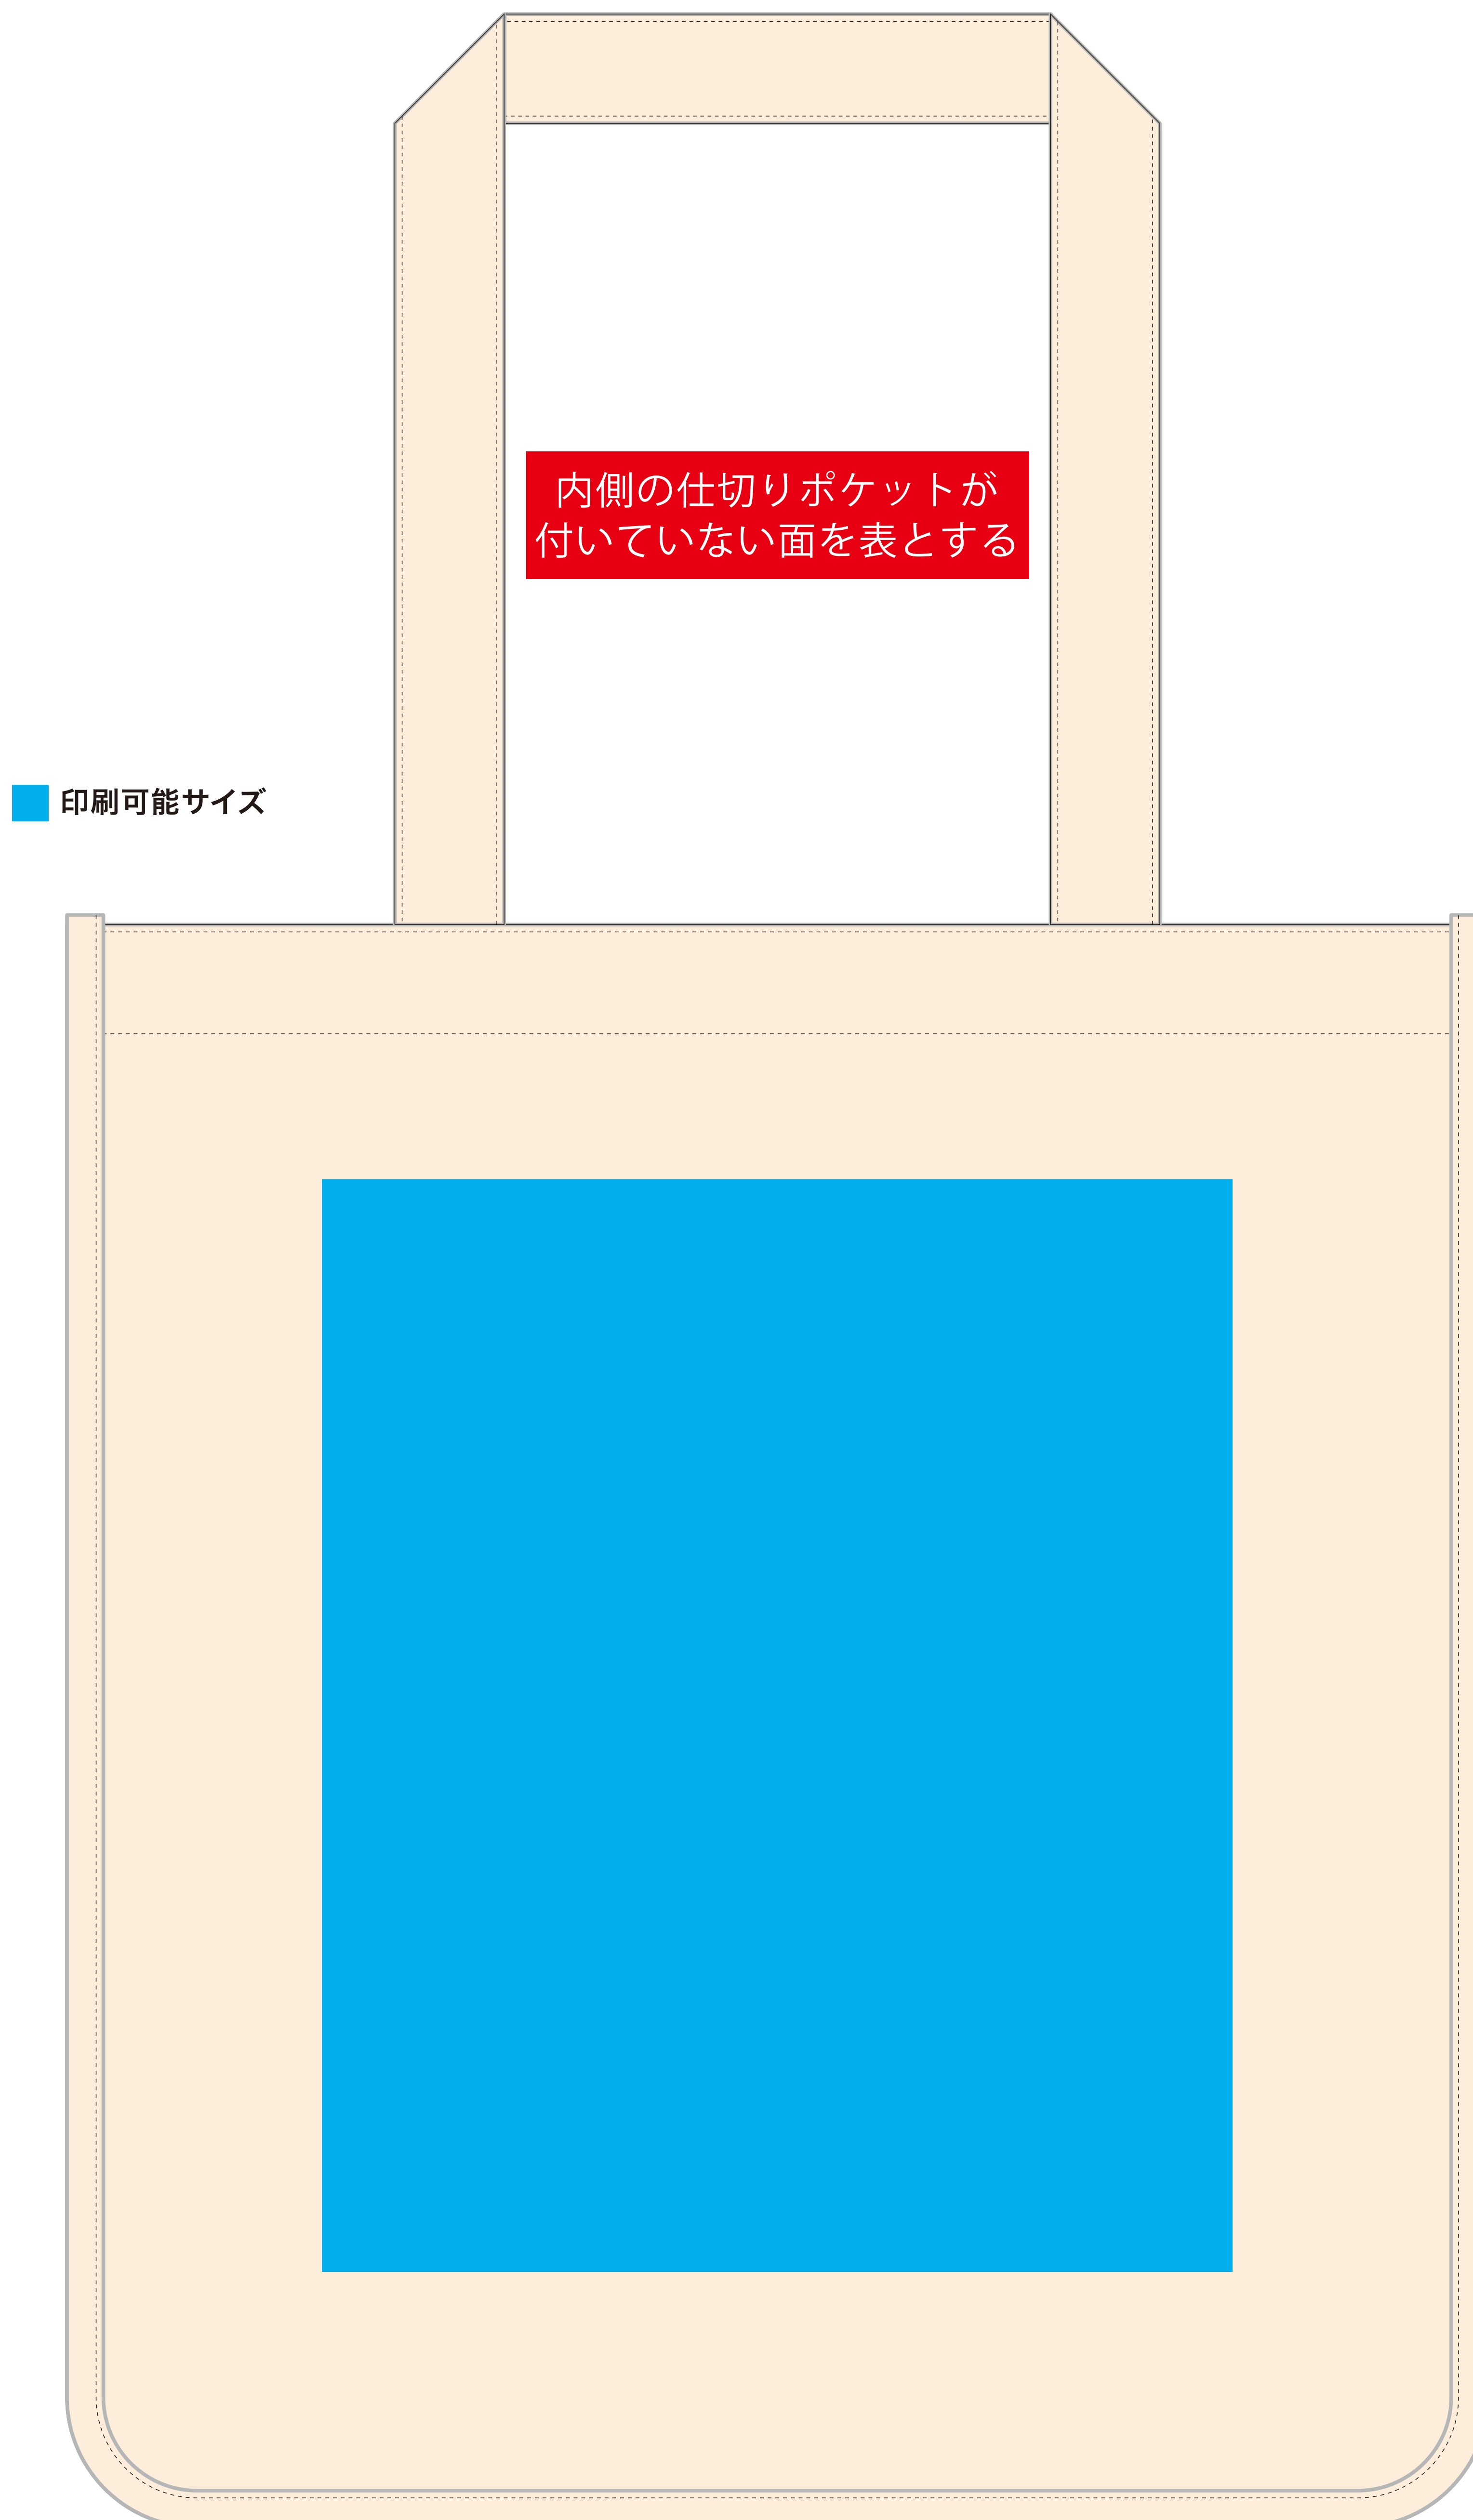 内側の仕切りポケットが
付いていない面を表とする
印刷可能サイズ